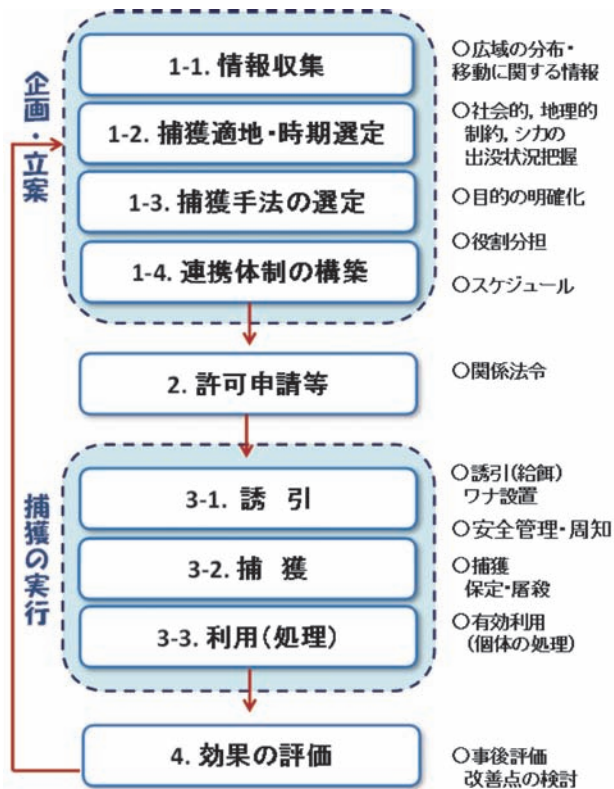 企画・立案
1-1. 情報収集
○広域の分布・
移動に関する情報
1-2. 捕獲適地・時期選定
○社会的, 地理的
制約, シカの
出没状況把握
1-3. 捕獲手法の選定
○目的の明確化
○役割分担
1-4. 連携体制の構築
○スケジュール
2. 許可申請等
○関係法令
捕獲の実行
3-1. 誘 引
○誘引(給餌)
ワナ設置
○安全管理・周知
3-2. 捕 獲
○捕獲
保定・屠殺
3-3. 利用(処理)
○有効利用
(個体の処理)
4. 効果の評価
○事後評価
改善点の検討